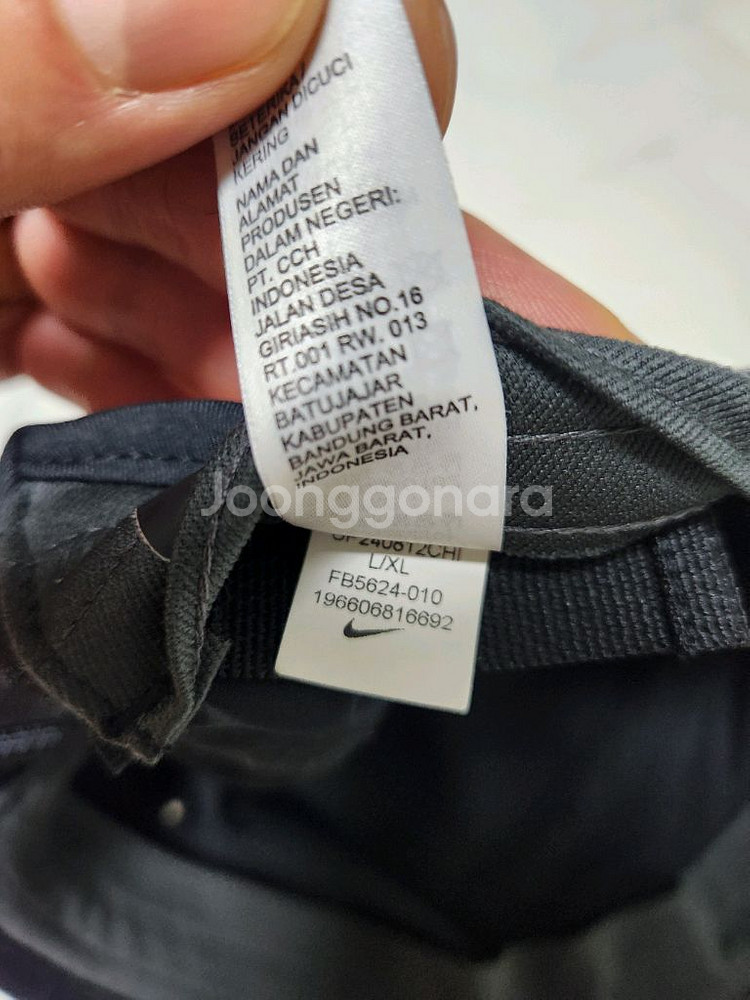 SETERIKA/
JANGAN DICUCI
KERING
NAMA DAN
ALAMAT
PRODUSEN
DALAM NEGERI:
PT. CCH
INDONESIA
JALAN DESA
GIRIASIH NO.16
RT.001 RW. 013
KECAMATAN
BATUJAJAR
KABUPATEN
BANDUNG BARAT,
JAWA BARAT,
INDONESIA
Joonggonara
L/XL
FB5624-010
196606816692